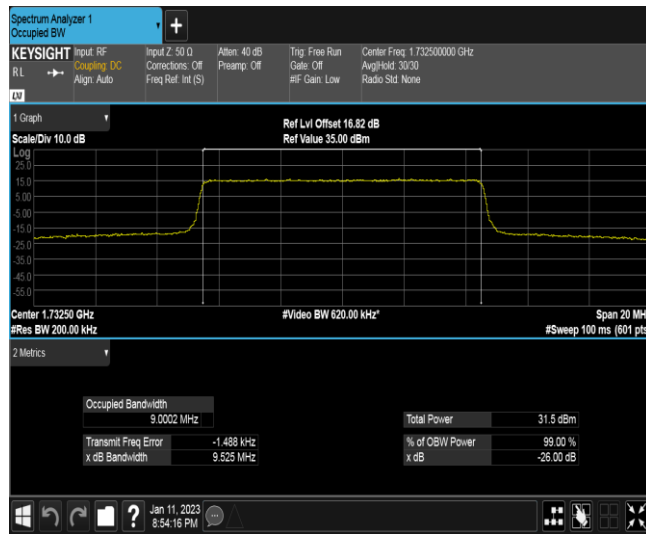 Spectrum Analyzer 1
Occupied BW
+
KEYSIGHT
RL
LXI
Input: RF
Coupling: DC
Align: Auto
Input Z: 50 Ω
Corrections: Off
Freq Ref: Int (S)
Atten: 40 dB
Preamp: Off
Trig: Free Run
Gate: Off
#IF Gain: Low
Center Freq: 1.732500000 GHz
Avg|Hold: 30/30
Radio Std: None
1 Graph
Scale/Div 10.0 dB
Ref Lvl Offset 16.82 dB
Ref Value 35.00 dBm
Log
25.0
15.0
5.00
-5.00
-15.0
-25.0
-35.0
-45.0
-55.0
Center 1.73250 GHz
#Res BW 200.00 kHz
#Video BW 620.00 kHz*
Span 20 MH
#Sweep 100 ms (601 pts
2 Metrics
Occupied Bandwidth
9.0002 MHz
Transmit Freq Error -1.488 kHz
x dB Bandwidth 9.525 MHz
Total Power 31.5 dBm
% of OBW Power 99.00 %
x dB -26.00 dB
?
Jan 11, 2023
8:54:16 PM